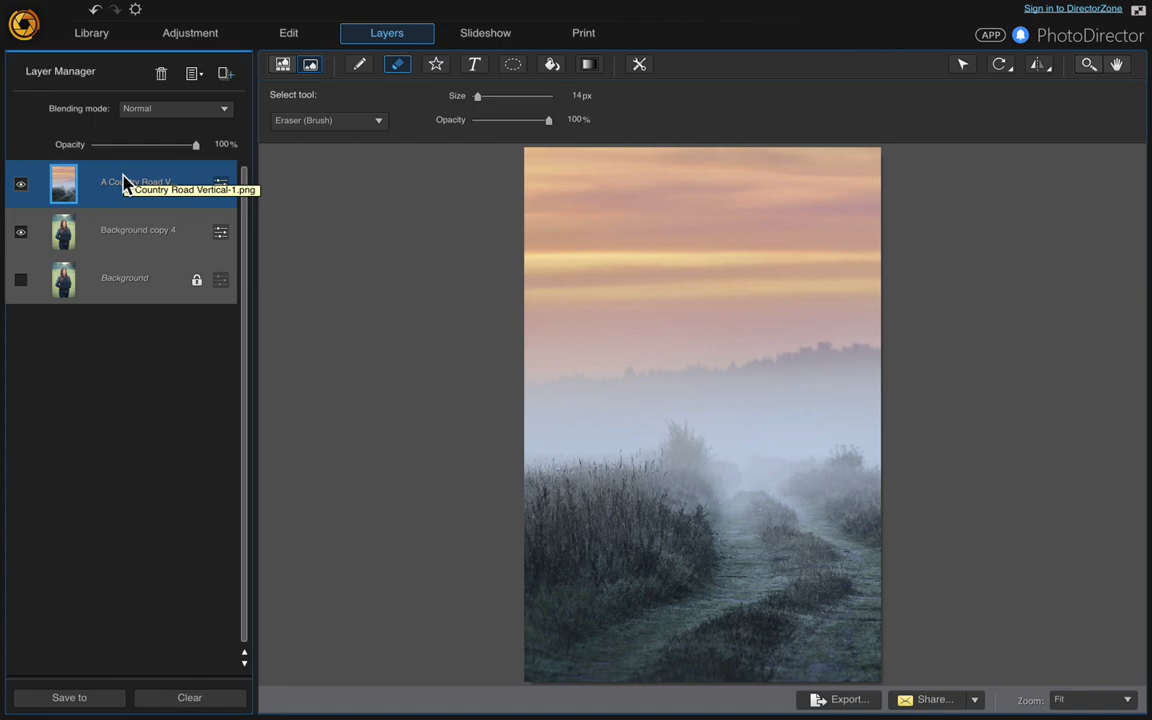 Sign in to DirectorZone
Library
Adjustment
Edit
Layers
Slideshow
Print
APP
PhotoDirector
Layer Manager
Select tool:
Size
14px
Blending mode:
Normal
Eraser (Brush)
Opacity
100%
Opacity
100%
A Country Road V...
Country Road Vertical-1.png
Background copy 4
Background
Save to
Clear
Export...
Share...
Zoom:
Fit